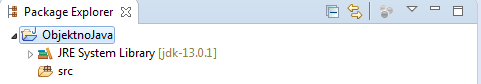 Package Explorer
ObjektnoJava
JRE System Library [jdk-13.0.1]
src